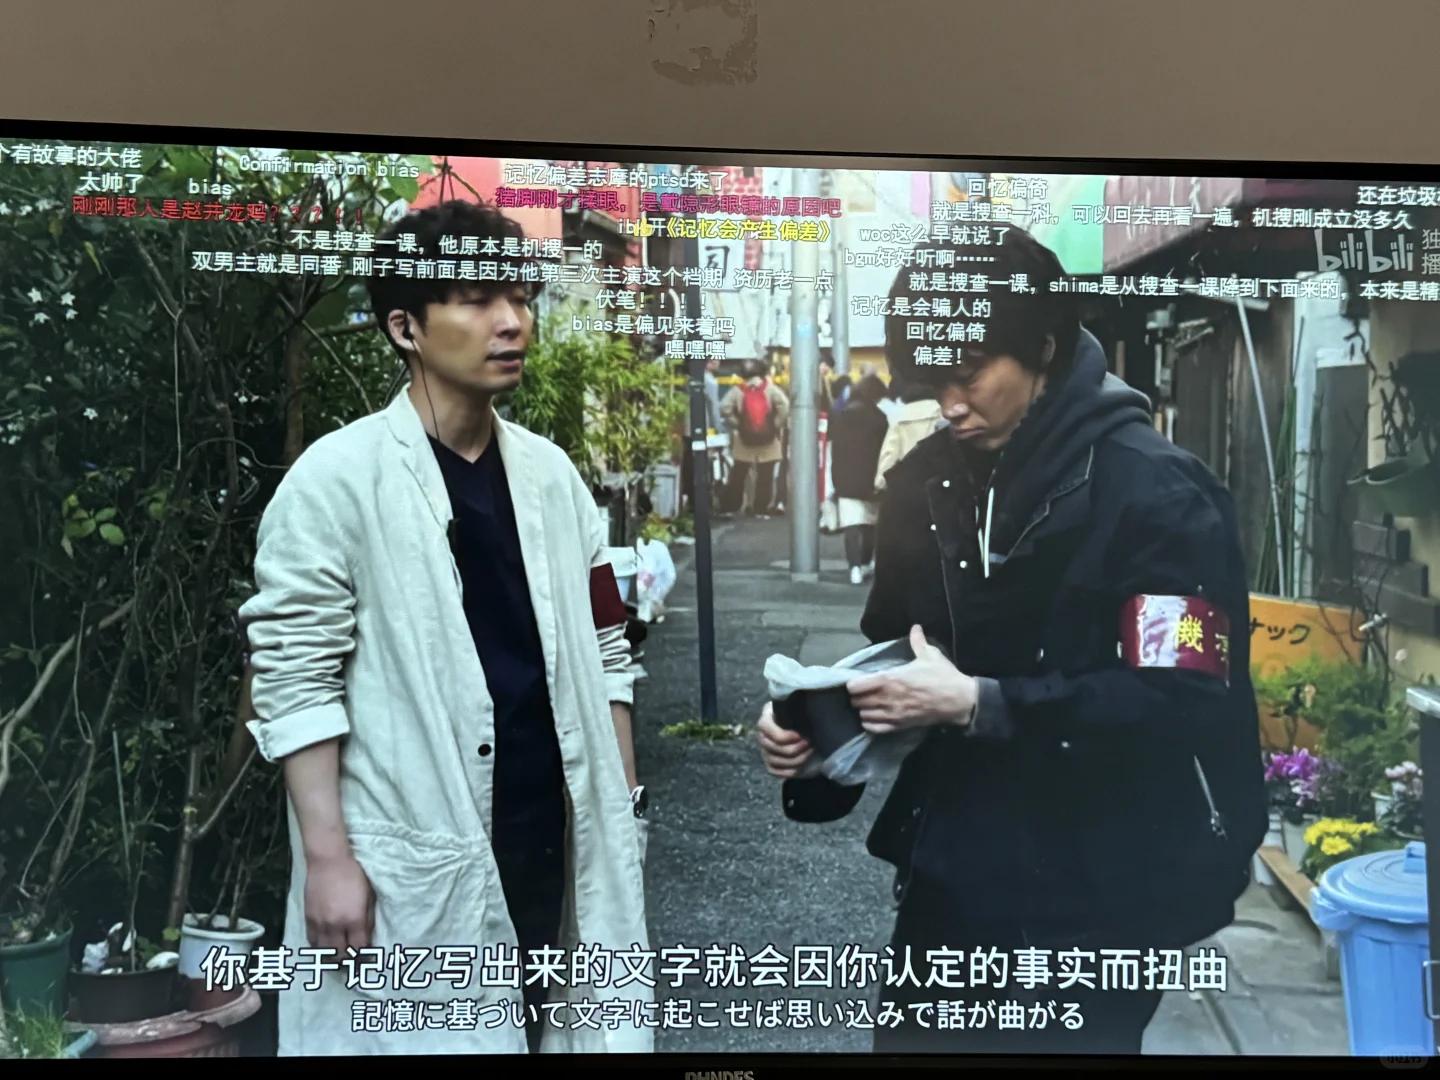 个有故事的大佬
Confirmation bias
记忆偏差志摩的ptsd来了
回忆偏倚
还在垃圾
太帅了
bias
猪脚刚才揉眼，是戴隐形眼镜的原因吧
就是搜查一科，可以回去再看一遍，机搜刚成立没多久
刚刚那人是赵井龙吗？？？！！
《记忆会产生偏差》
woc这么早就说了
bilibili
独
播
不是搜查一课，他原本是机搜一的
bgm好好听啊……
双男主就是同番 刚子写前面是因为他第三次主演这个档期 资历老一点
就是搜查一课，shima是从搜查一课降到下面来的，本来是精
伏笔！！！！
记忆是会骗人的
bias是偏见来着吗
回忆偏倚
嘿嘿嘿
偏差！
機
ナック
你基于记忆写出来的文字就会因你认定的事实而扭曲
記憶に基づいて文字に起こせば思い込みで話が曲がる
小红书